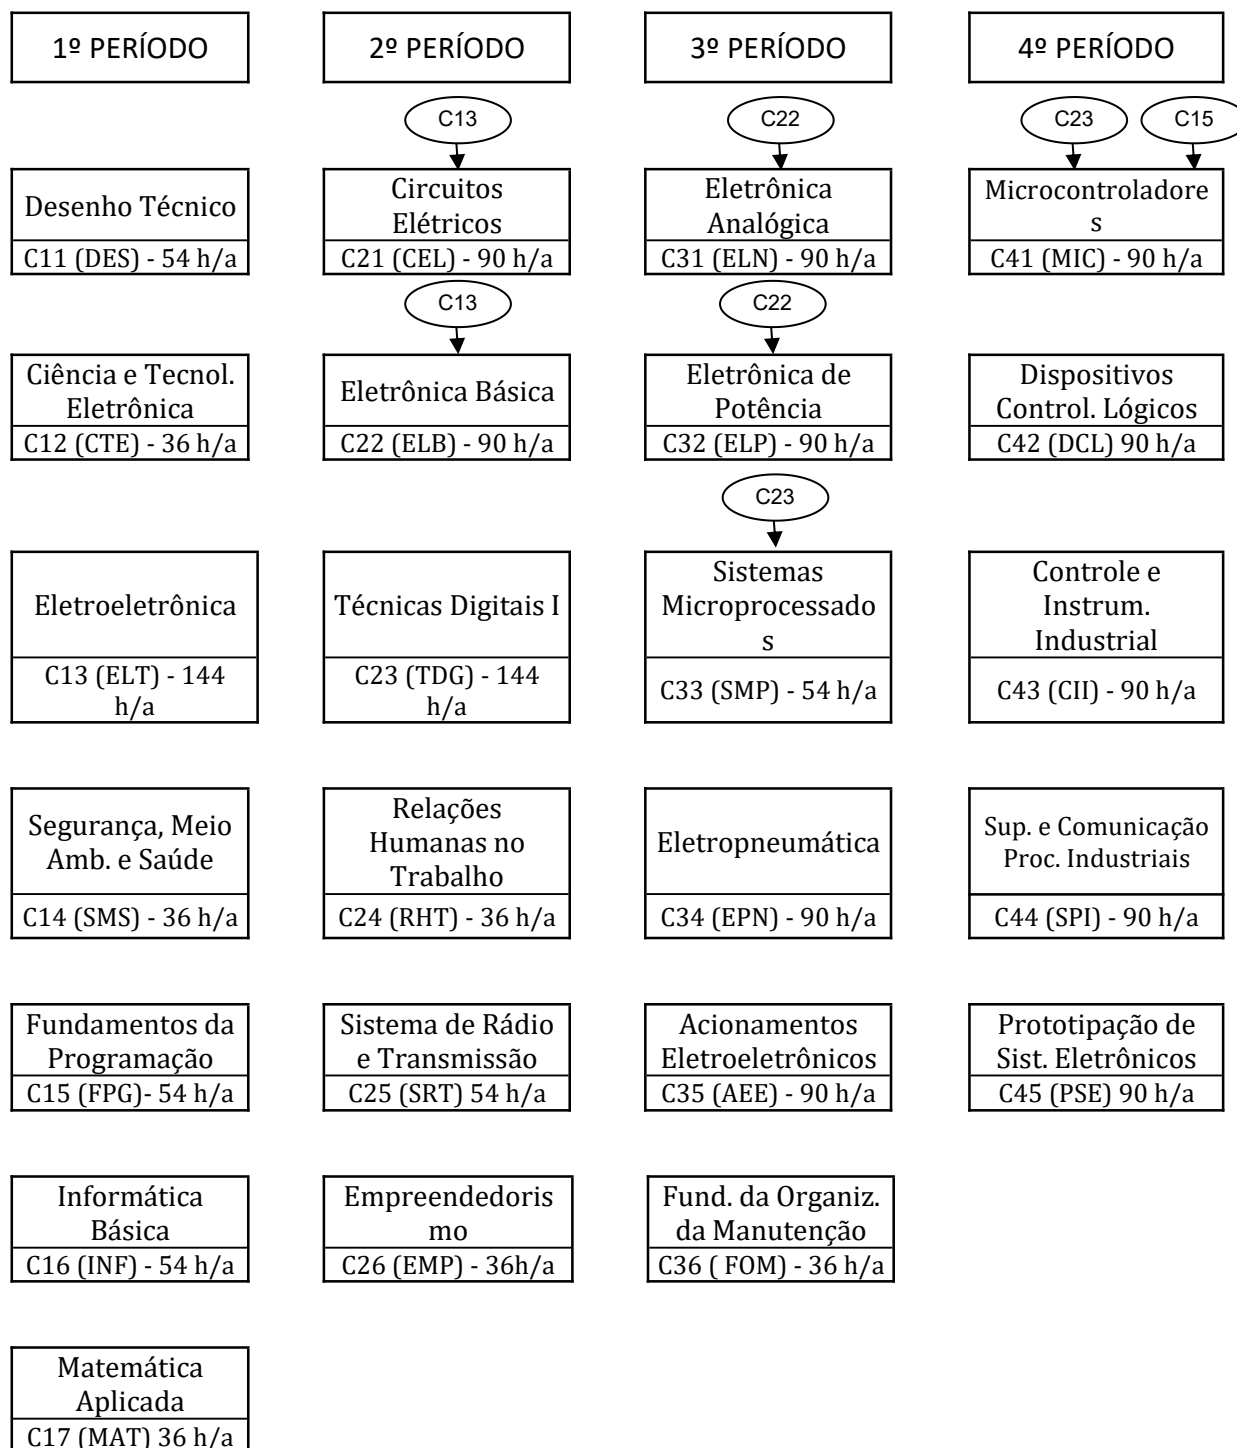 1º PERÍODO
2º PERÍODO
3º PERÍODO
4º PERÍODO
C13
C22
C23
C15
Desenho Técnico
C11 (DES) - 54 h/a
Circuitos
Elétricos
C21 (CEL) - 90 h/a
Eletrônica
Analógica
C31 (ELN) - 90 h/a
Microcontroladore
s
C41 (MIC) - 90 h/a
C13
C22
Ciência e Tecnol.
Eletrônica
C12 (CTE) - 36 h/a
Eletrônica Básica
C22 (ELB) - 90 h/a
Eletrônica de
Potência
C32 (ELP) - 90 h/a
Dispositivos
Control. Lógicos
C42 (DCL) 90 h/a
C23
Eletroeletrônica
C13 (ELT) - 144
h/a
Técnicas Digitais I
C23 (TDG) - 144
h/a
Sistemas
Microprocessado
s
C33 (SMP) - 54 h/a
Controle e
Instrum.
Industrial
C43 (CII) - 90 h/a
Segurança, Meio
Amb. e Saúde
C14 (SMS) - 36 h/a
Relações
Humanas no
Trabalho
C24 (RHT) - 36 h/a
Eletropneumática
C34 (EPN) - 90 h/a
Sup. e Comunicação
Proc. Industriais
C44 (SPI) - 90 h/a
Fundamentos da
Programação
C15 (FPG)- 54 h/a
Sistema de Rádio
e Transmissão
C25 (SRT) 54 h/a
Acionamentos
Eletroeletrônicos
C35 (AEE) - 90 h/a
Prototipação de
Sist. Eletrônicos
C45 (PSE) 90 h/a
Informática
Básica
C16 (INF) - 54 h/a
Empreendedoris
mo
C26 (EMP) - 36h/a
Fund. da Organiz.
da Manutenção
C36 ( FOM) - 36 h/a
Matemática
Aplicada
C17 (MAT) 36 h/a